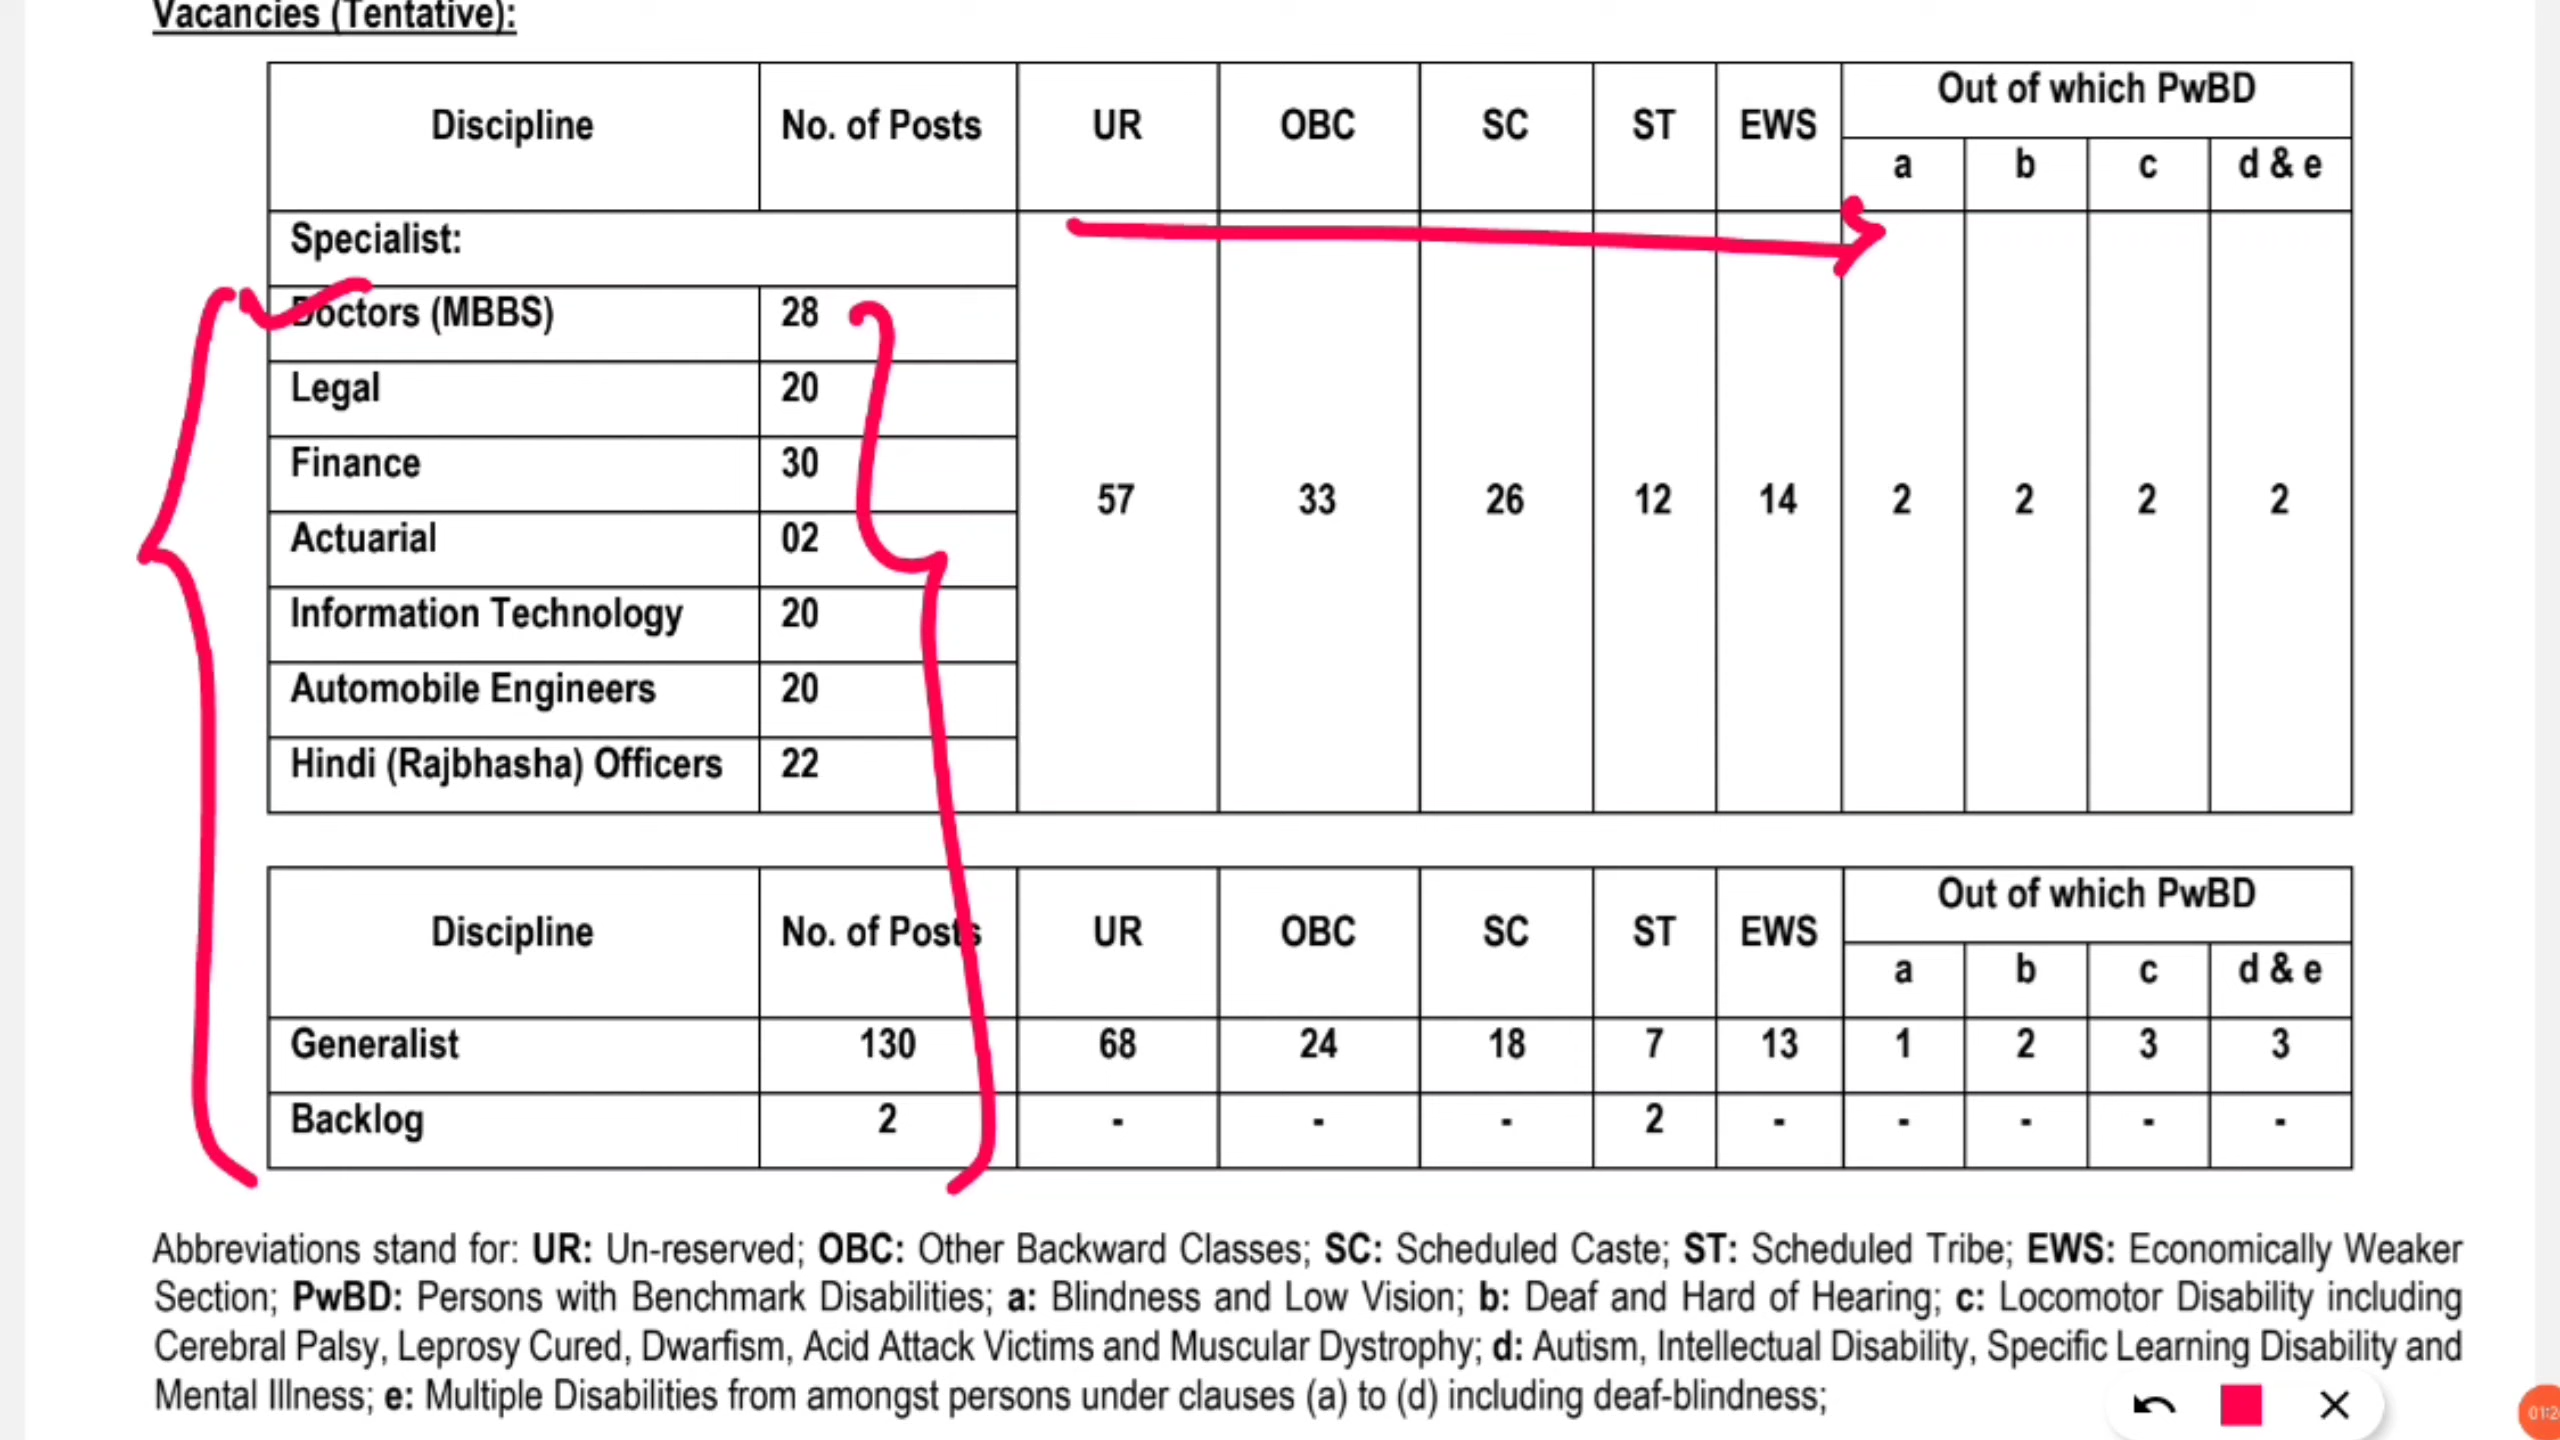 Vacancies (Tentative):
Discipline No. of Posts UR OBC SC ST EWS Out of which PwBD
a b c d & e
Specialist:
Doctors (MBBS) 28
Legal 20
Finance 30
57 33 26 12 14 2 2 2 2
Actuarial 02
Information Technology 20
Automobile Engineers 20
Hindi (Rajbhasha) Officers 22
Discipline No. of Posts UR OBC SC ST EWS Out of which PwBD
a b c d & e
Generalist 130 68 24 18 7 13 1 2 3 3
Backlog 2 - - - 2 - - - - -
Abbreviations stand for: UR: Un-reserved; OBC: Other Backward Classes; SC: Scheduled Caste; ST: Scheduled Tribe; EWS: Economically Weaker
Section; PwBD: Persons with Benchmark Disabilities; a: Blindness and Low Vision; b: Deaf and Hard of Hearing; c: Locomotor Disability including
Cerebral Palsy, Leprosy Cured, Dwarfism, Acid Attack Victims and Muscular Dystrophy; d: Autism, Intellectual Disability, Specific Learning Disability and
Mental Illness; e: Multiple Disabilities from amongst persons under clauses (a) to (d) including deaf-blindness;